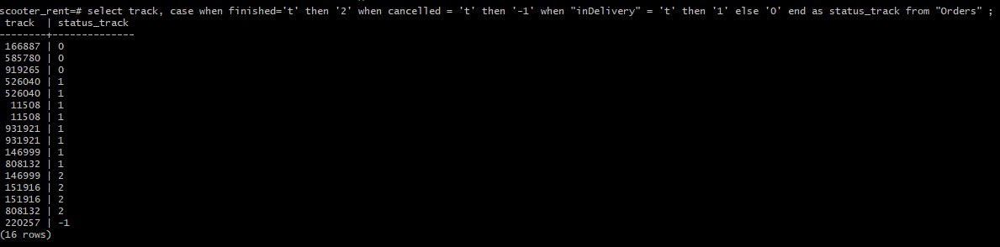 scooter_rent=# select track, case when finished='t' then '2' when cancelled = 't' then '-1' when "inDelivery" = 't' then '1' else '0' end as status_track from "Orders" ;
 track  | status_track
--------+--------------
 166887 | 0
 585780 | 0
 919265 | 0
 526040 | 1
 526040 | 1
  11508 | 1
  11508 | 1
 931921 | 1
 931921 | 1
 146999 | 1
 808132 | 1
 146999 | 2
 151916 | 2
 151916 | 2
 808132 | 2
 220257 | -1
(16 rows)